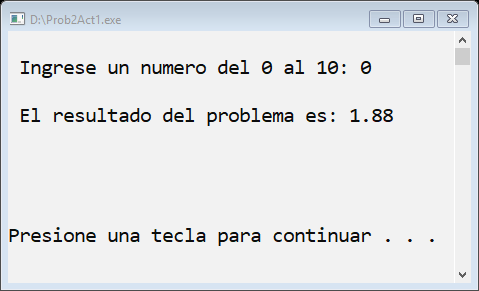 D:\Prob2Act1.exe
Ingrese un numero del 0 al 10: 0
El resultado del problema es: 1.88
Presione una tecla para continuar . . .